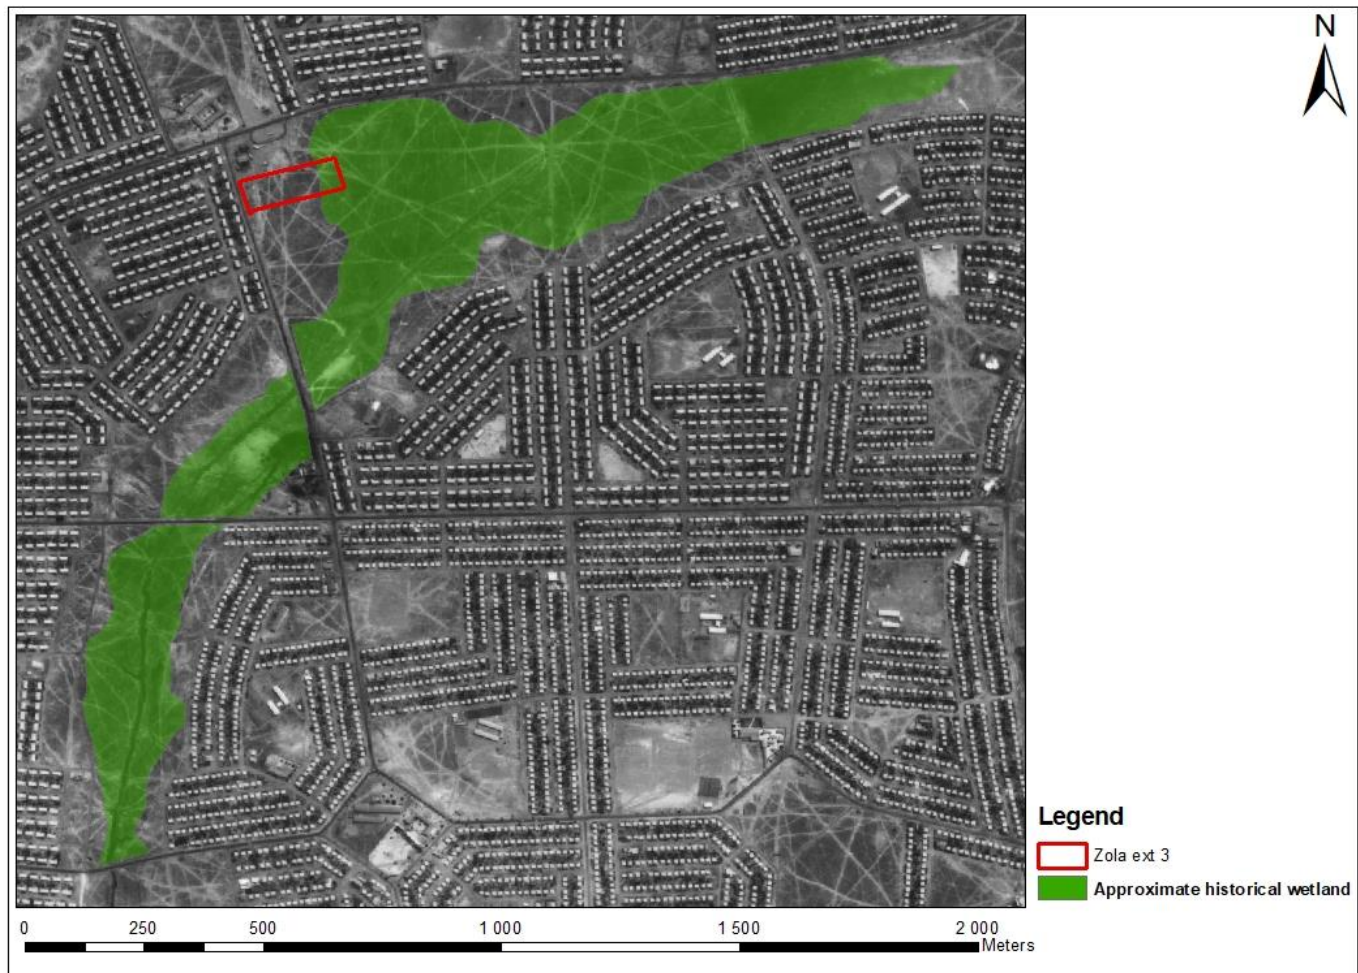 N
Legend
Zola ext 3
Approximate historical wetland
0 250 500 1 000 1 500 2 000
Meters